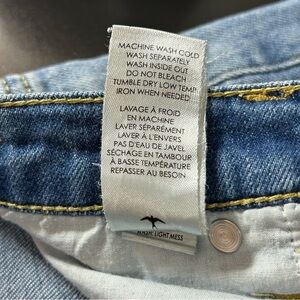 MACHINE WASH COLD
WASH SEPARATELY
WASH INSIDE OUT
DO NOT BLEACH
TUMBLE DRY LOW TEMP
IRON WHEN NEEDED
LAVAGE À FROID
EN MACHINE
LAVER SÉPARÉMENT
LAVER À L'ENVERS
PAS D'EAU DE JAVEL
SÉCHAGE EN TAMBOUR
À BASSE TEMPÉRATURE
REPASSER AU BESOIN
LIGHT MESS